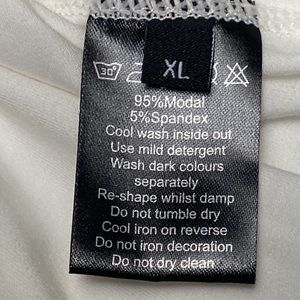 XL
30°
95%Modal
5%Spandex
Cool wash inside out
Use mild detergent
Wash dark colours
separately
Re-shape whilst damp
Do not tumble dry
Cool iron on reverse
Do not iron decoration
Do not dry clean